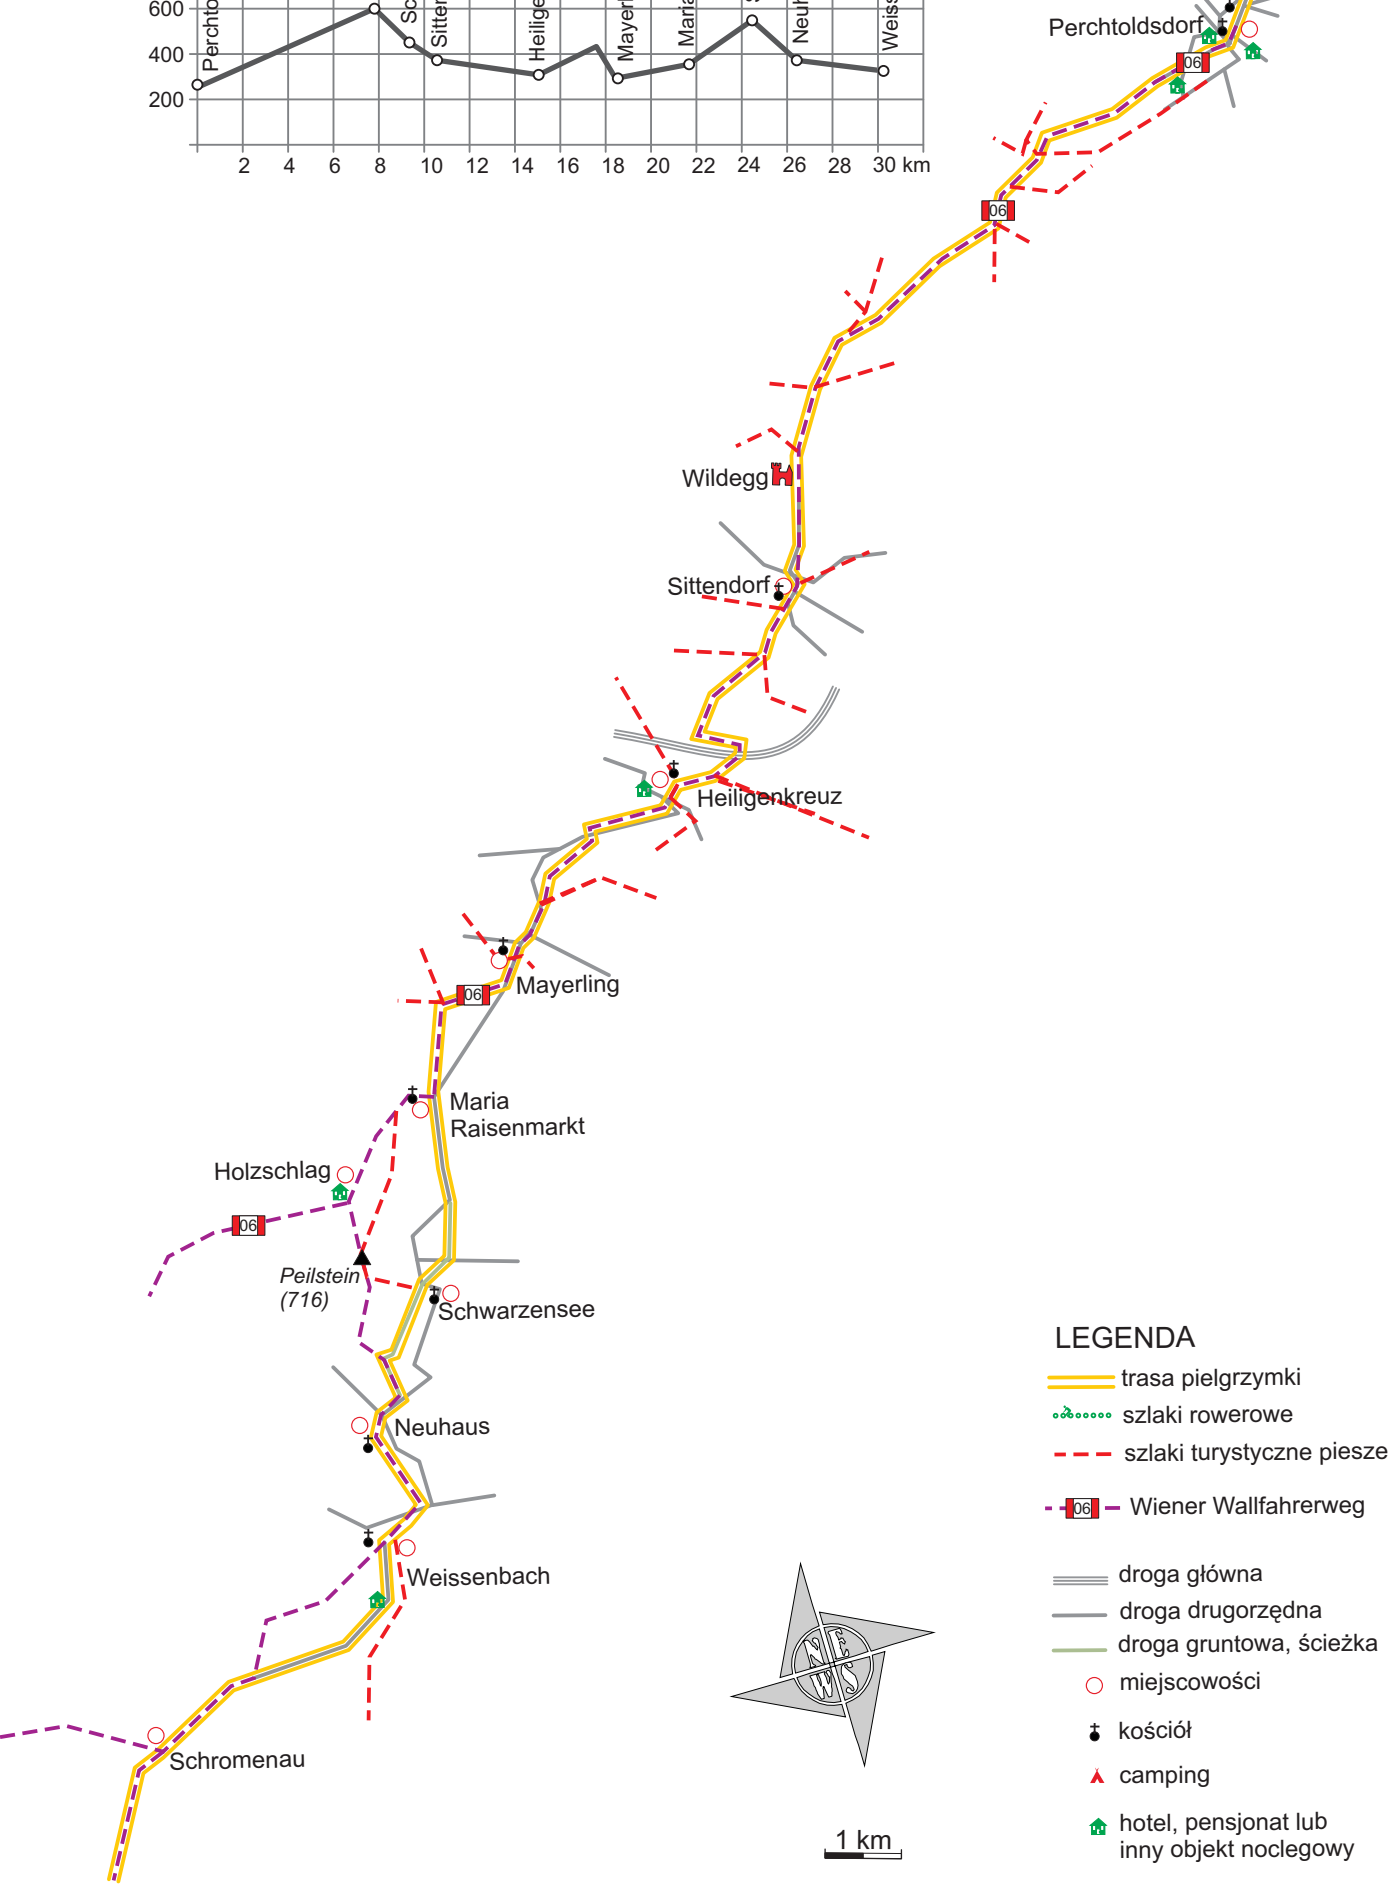 600
400
200
Perchto
Sc
Sitter
Heilige
Mayerl
Maria
Neuh
Weiss
2 4 6 8 10 12 14 16 18 20 22 24 26 28 30 km
Perchtoldsdorf
06
06
Wildegg
Sittendorf
Heiligenkreuz
Mayerling
06
Maria
Raisenmarkt
Holzschlag
06
Peilstein
(716)
Schwarzensee
Neuhaus
Weissenbach
Schromenau
N E
W S
1 km
LEGENDA
trasa pielgrzymki
szlaki rowerowe
szlaki turystyczne piesze
06 Wiener Wallfahrerweg
droga główna
droga drugorzędna
droga gruntowa, ścieżka
miejscowości
kościół
camping
hotel, pensjonat lub
inny objekt noclegowy